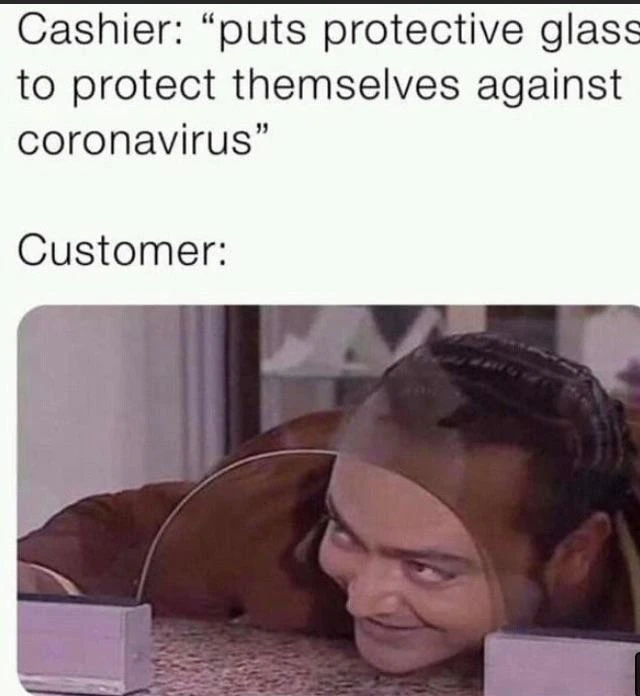 Cashier: “puts protective glass
to protect themselves against
coronavirus”
Customer: